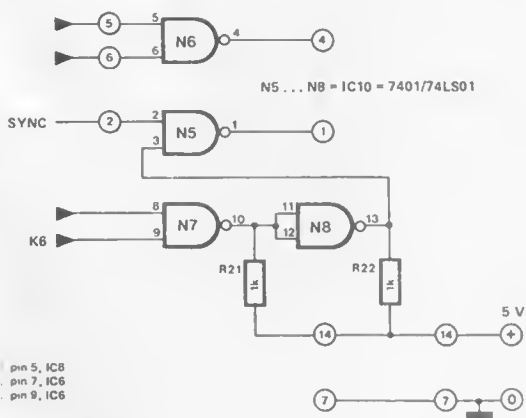 5 5 N6 4 4
6 6
N5 . . . N8 = IC10 = 7401/74LS01
SYNC 2 2 N5 1 1
3
8 N7 10 11 N8 13
K6 9 12
R21 1k R22 1k
5 V
14 14 +
pin 5, IC8
pin 7, IC6
pin 9, IC6
7 7 0